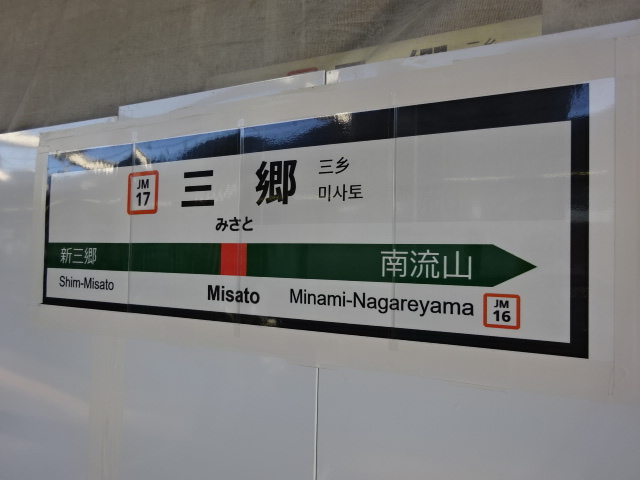 JM
17
三郷
三乡
미사토
みさと
新三郷
南流山
Shim-Misato
Misato
Minami-Nagareyama
JM
16